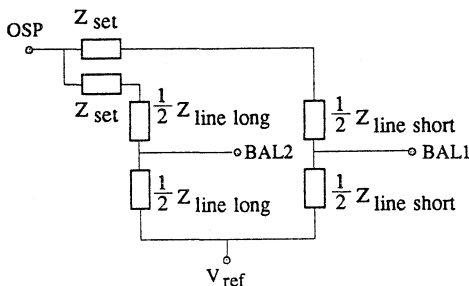 Z set
OSP
Z set
1/2 Z line long
1/2 Z line short
BAL2
BAL1
1/2 Z line long
1/2 Z line short
V ref